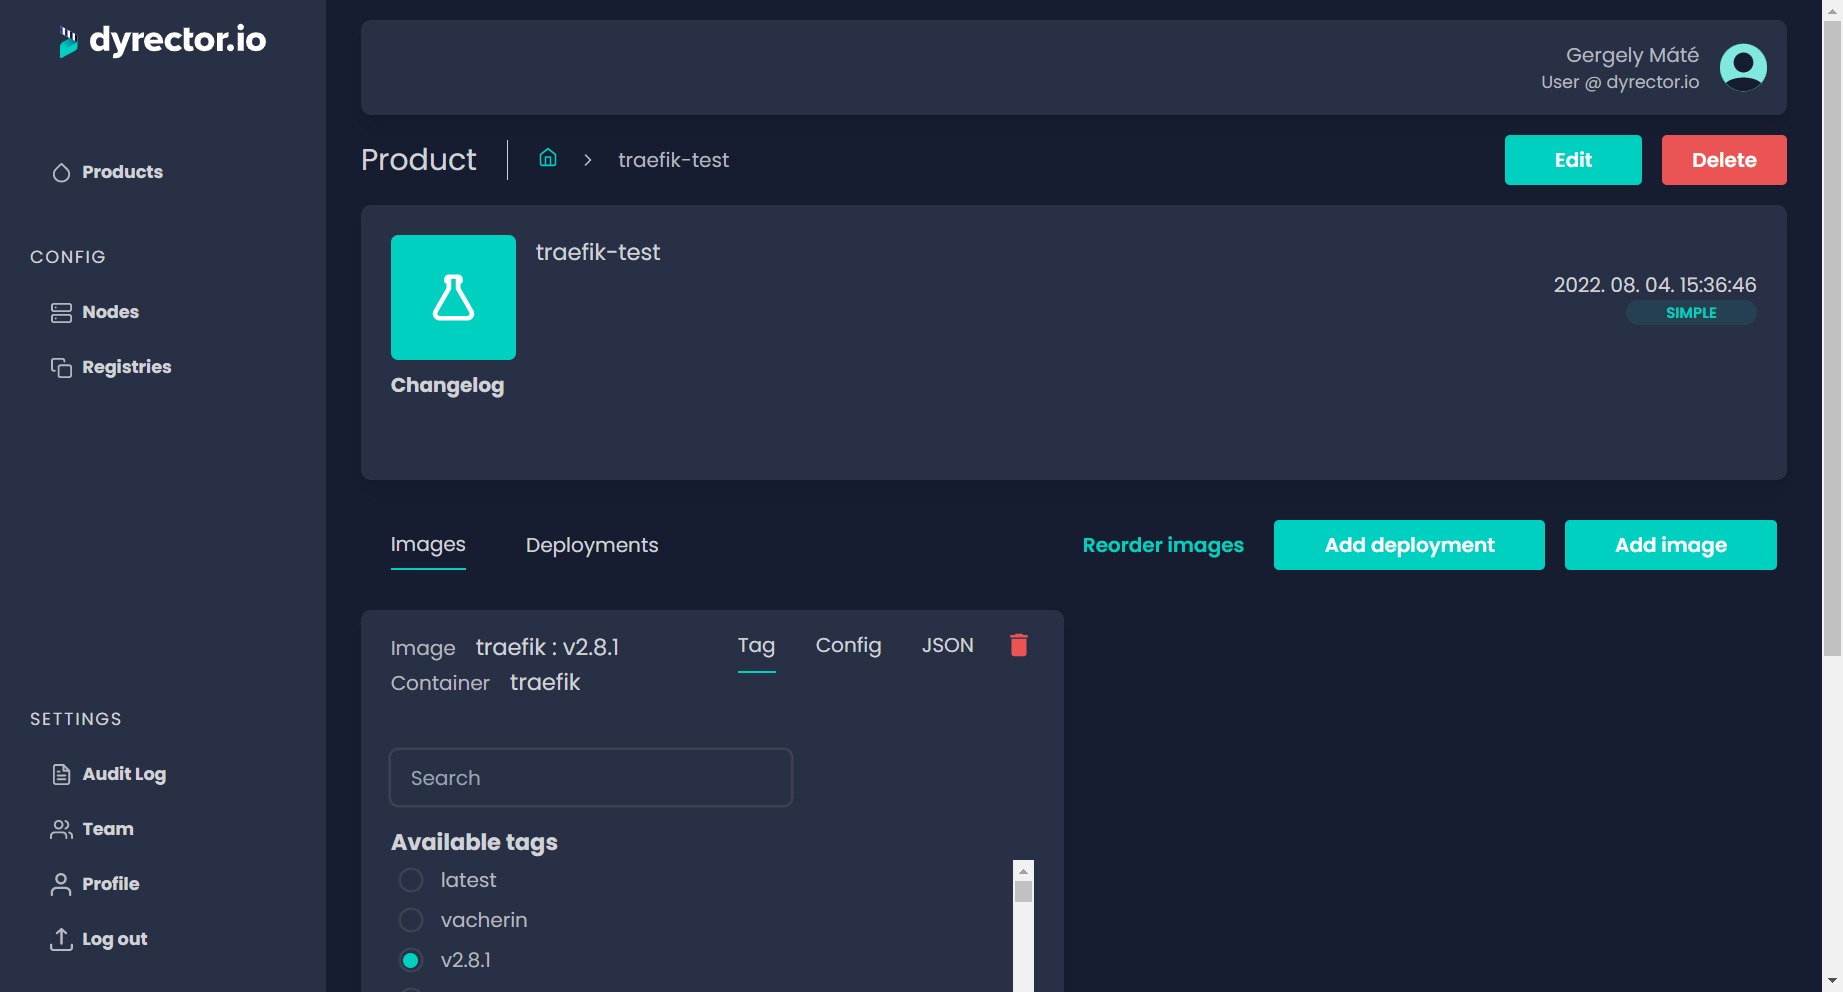 dyrector.io
Products
CONFIG
Nodes
Registries
SETTINGS
Audit Log
Team
Profile
Log out
Gergely Máté
User @ dyrector.io
Product
traefik-test
Edit
Delete
traefik-test
2022. 08. 04. 15:36:46
SIMPLE
Changelog
Images
Deployments
Reorder images
Add deployment
Add image
Image traefik : v2.8.1
Tag
Config
JSON
Container traefik
Search
Available tags
latest
vacherin
v2.8.1